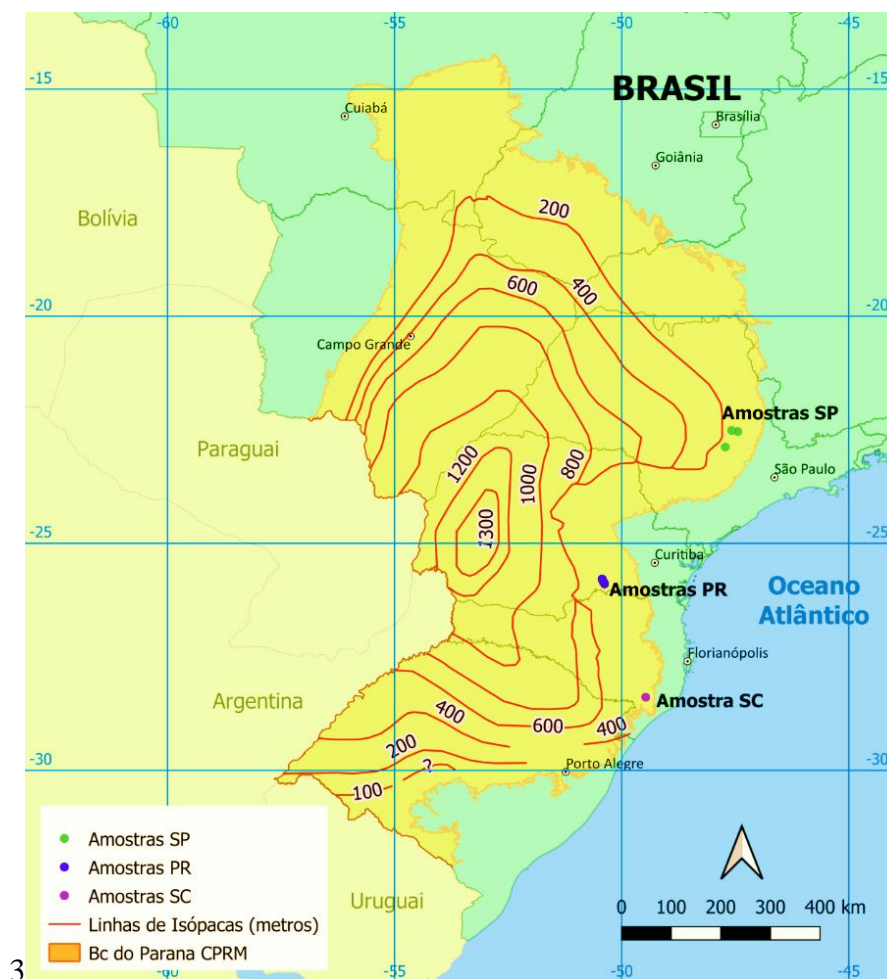 -60
-55
-50
-45
-15
-15
BRASIL
Cuiabá
Brasília
Goiânia
Bolívia
200
400
600
-20
-20
Campo Grande
Amostras SP
Paraguai
1200
1000
800
São Paulo
1300
-25
-25
Curitiba
Amostras PR
Oceano
Atlântico
Florianópolis
Argentina
Amostra SC
400
600
400
200
?
-30
-30
Porto Alegre
100
Amostras SP
Amostras PR
Amostras SC
Linhas de Isópacas (metros)
Bc do Parana CPRM
Uruguai
0 100 200 300 400 km
3
-60
-55
-50
-45